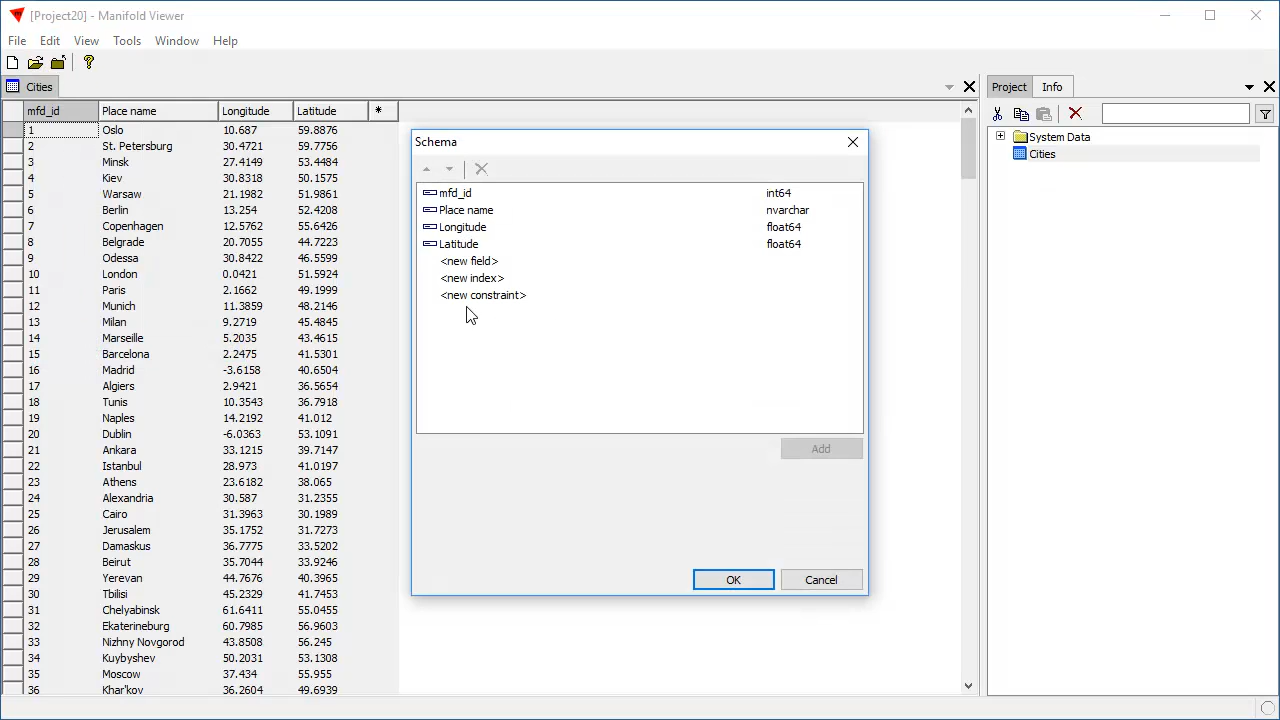 [Project20] - Manifold Viewer
File Edit View Tools Window Help
Cities
mfd_id Place name Longitude Latitude *
1 Oslo 10.687 59.8876
2 St. Petersburg 30.4721 59.7756
3 Minsk 27.4149 53.4484
4 Kiev 30.8318 50.1575
5 Warsaw 21.1982 51.9861
6 Berlin 13.254 52.4208
7 Copenhagen 12.5762 55.6426
8 Belgrade 20.7055 44.7223
9 Odessa 30.8422 46.5599
10 London 0.0421 51.5924
11 Paris 2.1662 49.1999
12 Munich 11.3859 48.2146
13 Milan 9.2719 45.4845
14 Marseille 5.2035 43.4615
15 Barcelona 2.2475 41.5301
16 Madrid -3.6158 40.6504
17 Algiers 2.9421 36.5654
18 Tunis 10.3543 36.7918
19 Naples 14.2192 41.012
20 Dublin -6.0363 53.1091
21 Ankara 33.1215 39.7147
22 Istanbul 28.973 41.0197
23 Athens 23.6182 38.065
24 Alexandria 30.587 31.2355
25 Cairo 31.3963 30.1989
26 Jerusalem 35.1752 31.7273
27 Damaskus 36.7775 33.5202
28 Beirut 35.7044 33.9246
29 Yerevan 44.7676 40.3965
30 Tbilisi 45.2329 41.7453
31 Chelyabinsk 61.6411 55.0455
32 Ekaterineburg 60.7985 56.9603
33 Nizhny Novgorod 43.8508 56.245
34 Kuybyshev 50.2031 53.1308
35 Moscow 37.434 55.955
36 Khar'kov 36.2604 49.6939
Schema
mfd_id int64
Place name nvarchar
Longitude float64
Latitude float64
<new field>
<new index>
<new constraint>
Add
OK Cancel
Project Info
System Data
Cities